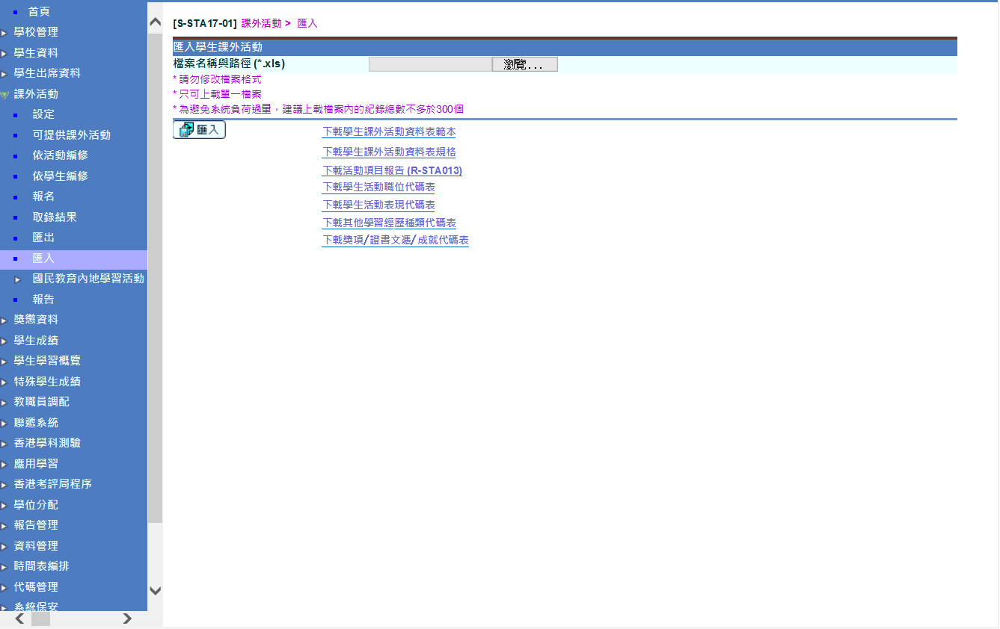 首頁
學校管理
學生資料
學生出席資料
課外活動
設定
可提供課外活動
依活動編修
依學生編修
報名
取錄結果
匯出
匯入
國民教育內地學習活動
報告
獎懲資料
學生成績
學生學習概覽
特殊學生成績
教職員調配
聯遞系統
香港學科測驗
應用學習
香港考評局程序
學位分配
報告管理
資料管理
時間表編排
代碼管理
系統保安
[S-STA17-01] 課外活動 > 匯入
匯入學生課外活動
檔案名稱與路徑 (*.xls) 瀏覽...
* 請勿修改檔案格式
* 只可上載單一檔案
* 為避免系統負荷過量，建議上載檔案內的紀錄總數不多於300個
匯入
下載學生課外活動資料表範本
下載學生課外活動資料表規格
下載活動項目報告 (R-STA013)
下載學生活動職位代碼表
下載學生活動表現代碼表
下載其他學習經歷種類代碼表
下載獎項/證書文憑/成就代碼表